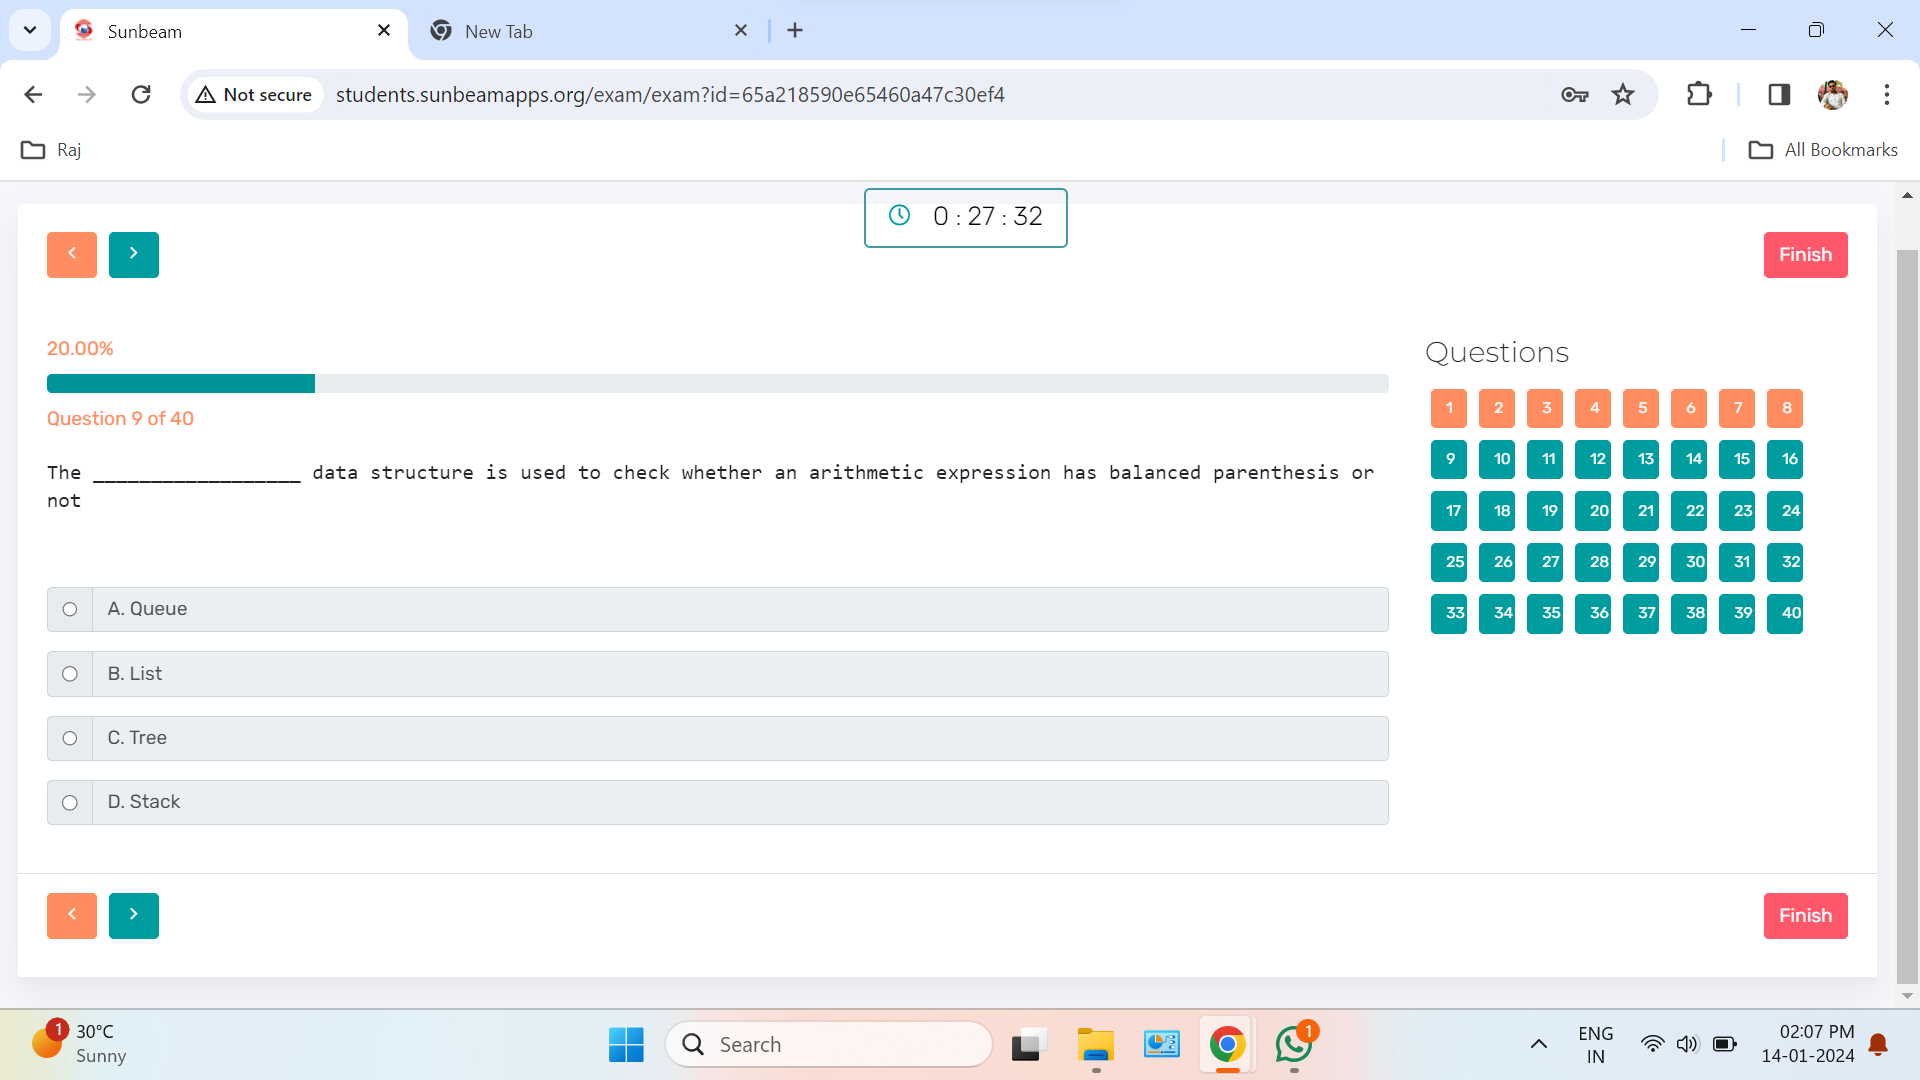 Sunbeam
New Tab
Not secure
students.sunbeamapps.org/exam/exam?id=65a218590e65460a47c30ef4
Raj
All Bookmarks
0 : 27 : 32
Finish
20.00%
Question 9 of 40
The __________________ data structure is used to check whether an arithmetic expression has balanced parenthesis or
not
A. Queue
B. List
C. Tree
D. Stack
Questions
1 2 3 4 5 6 7 8
9 10 11 12 13 14 15 16
17 18 19 20 21 22 23 24
25 26 27 28 29 30 31 32
33 34 35 36 37 38 39 40
Finish
1
30°C
Sunny
Search
1
ENG
IN
02:07 PM
14-01-2024